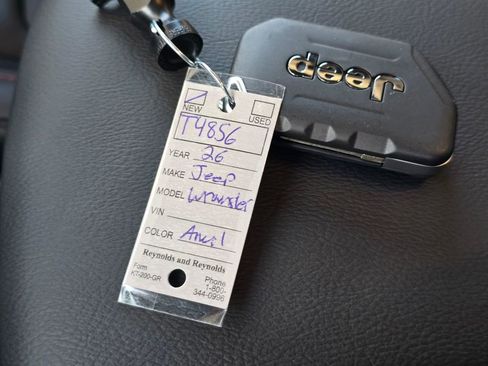 Jeep
NEW USED
T4856
YEAR 26
MAKE Jeep
MODEL Wrangler
VIN
COLOR Anvil
Reynolds and Reynolds
Form Phone
KT-200-GR 1-800-
344-0996